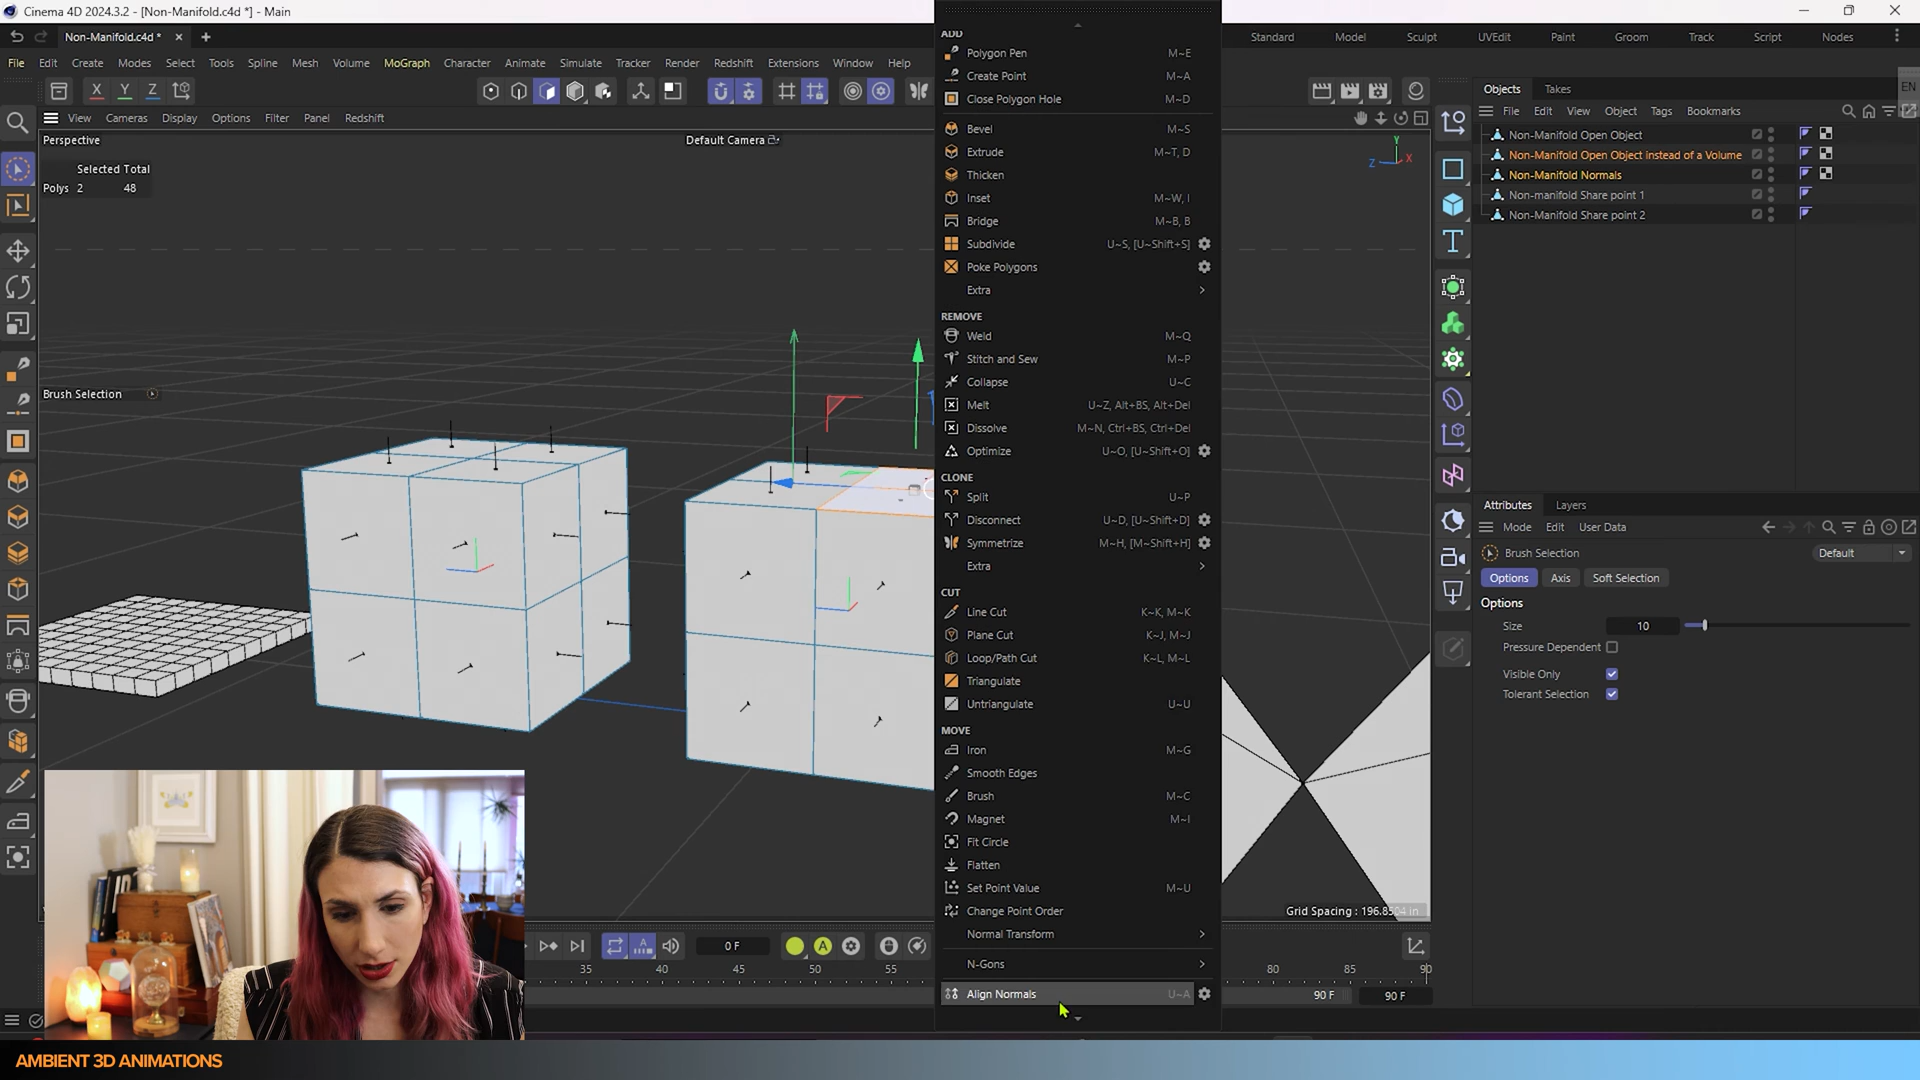 Cinema 4D 2024.3.2 - [Non-Manifold.c4d *] - Main
Non-Manifold.c4d *
Standard
Model
Sculpt
UVEdit
Paint
Groom
Track
Script
Nodes
File Edit Create Modes Select Tools Spline Mesh Volume MoGraph Character Animate Simulate Tracker Render Redshift Extensions Window Help
X Y Z
View Cameras Display Options Filter Panel Redshift
Perspective
Default Camera
Selected Total
Polys 2 48
Brush Selection
Y
Z X
Grid Spacing : 196.8504 in
ADD
Polygon Pen M~E
Create Point M~A
Close Polygon Hole M~D
Bevel M~S
Extrude M~T, D
Thicken
Inset M~W, I
Bridge M~B, B
Subdivide U~S, [U~Shift+S]
Poke Polygons
Extra
REMOVE
Weld M~Q
Stitch and Sew M~P
Collapse U~C
Melt U~Z, Alt+BS, Alt+Del
Dissolve M~N, Ctrl+BS, Ctrl+Del
Optimize U~O, [U~Shift+O]
CLONE
Split U~P
Disconnect U~D, [U~Shift+D]
Symmetrize M~H, [M~Shift+H]
Extra
CUT
Line Cut K~K, M~K
Plane Cut K~J, M~J
Loop/Path Cut K~L, M~L
Triangulate
Untriangulate U~U
MOVE
Iron M~G
Smooth Edges
Brush M~C
Magnet M~I
Fit Circle
Flatten
Set Point Value M~U
Change Point Order
Normal Transform
N-Gons
Align Normals U~A
Objects Takes
EN
File Edit View Object Tags Bookmarks
Non-Manifold Open Object
Non-Manifold Open Object instead of a Volume
Non-Manifold Normals
Non-manifold Share point 1
Non-Manifold Share point 2
Attributes Layers
Mode Edit User Data
Brush Selection Default
Options Axis Soft Selection
Options
Size 10
Pressure Dependent
Visible Only
Tolerant Selection
0 F
35 40 45 50 55 80 85 90
90 F 90 F
AMBIENT 3D ANIMATIONS